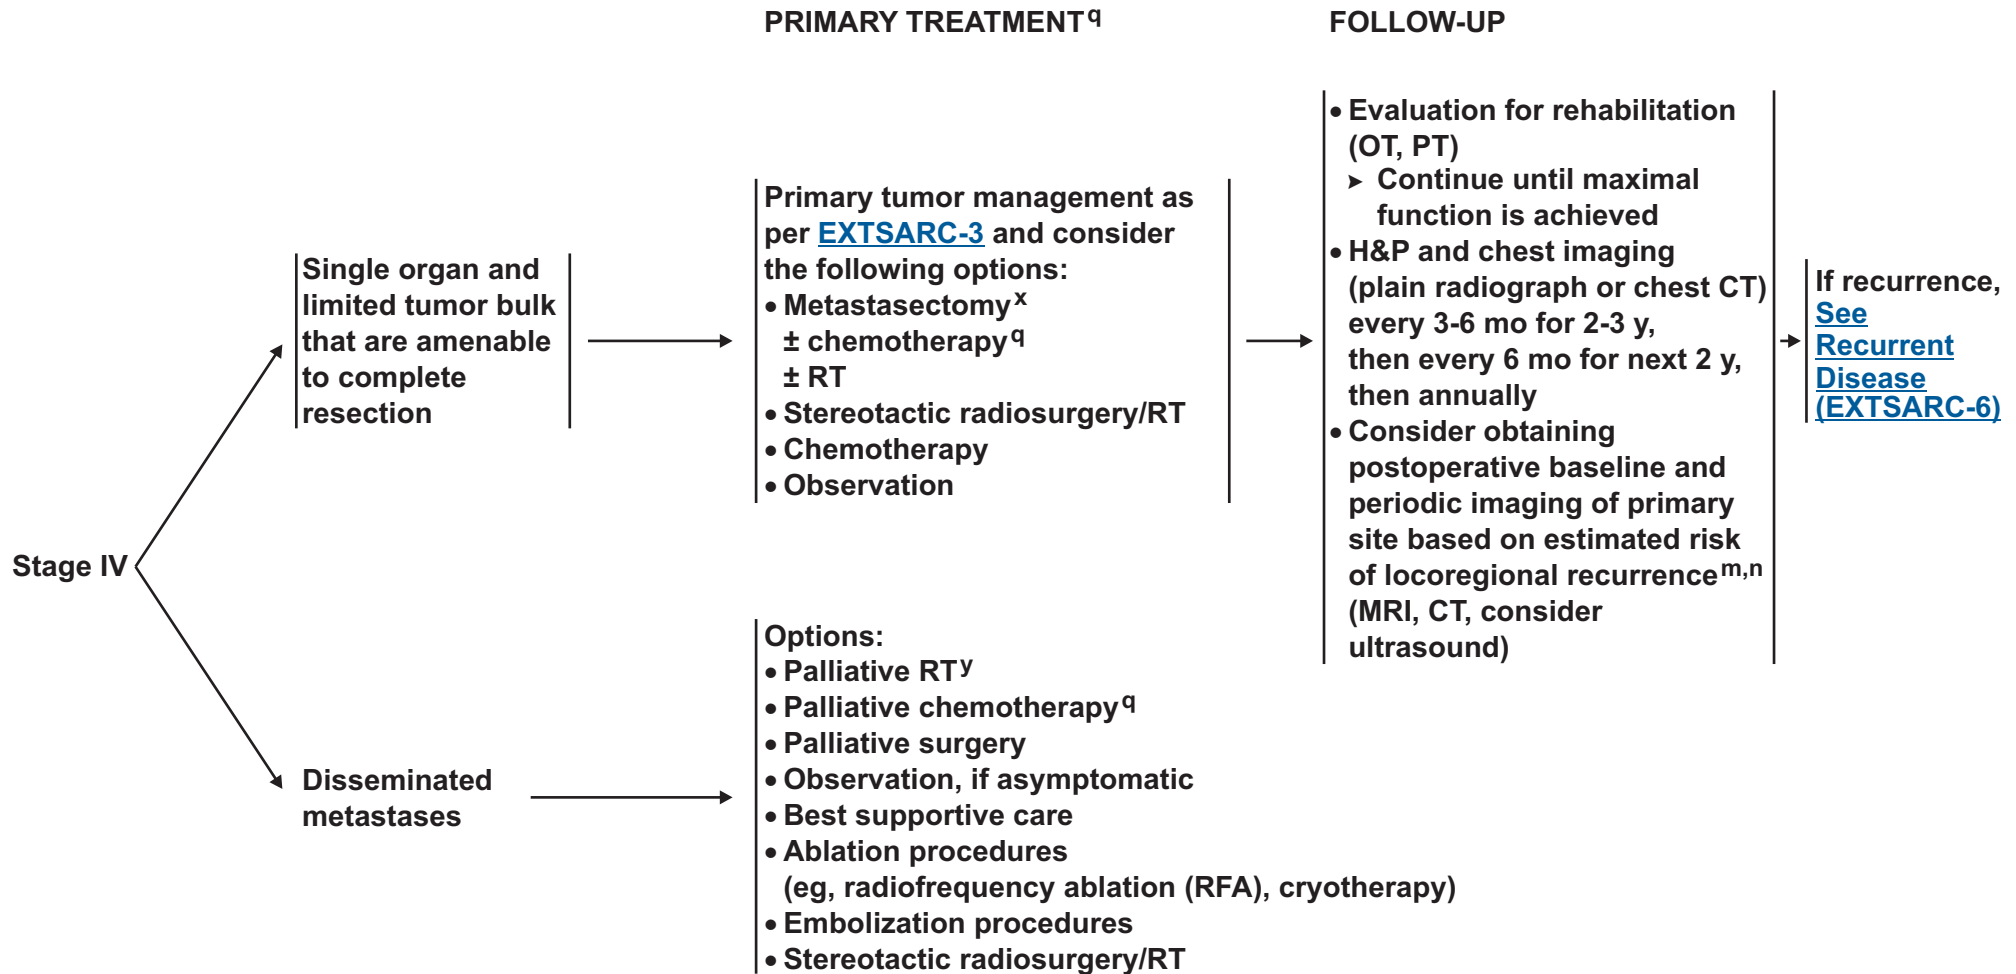 PRIMARY TREATMENT q
FOLLOW-UP
Stage IV
Single organ and
limited tumor bulk
that are amenable
to complete
resection
Primary tumor management as
per EXTSARC-3 and consider
the following options:
• Metastasectomy x
± chemotherapy q
± RT
• Stereotactic radiosurgery/RT
• Chemotherapy
• Observation
• Evaluation for rehabilitation
(OT, PT)
➤ Continue until maximal
function is achieved
• H&P and chest imaging
(plain radiograph or chest CT)
every 3-6 mo for 2-3 y,
then every 6 mo for next 2 y,
then annually
• Consider obtaining
postoperative baseline and
periodic imaging of primary
site based on estimated risk
of locoregional recurrence m,n
(MRI, CT, consider
ultrasound)
If recurrence,
See
Recurrent
Disease
(EXTSARC-6)
Disseminated
metastases
Options:
• Palliative RT y
• Palliative chemotherapy q
• Palliative surgery
• Observation, if asymptomatic
• Best supportive care
• Ablation procedures
(eg, radiofrequency ablation (RFA), cryotherapy)
• Embolization procedures
• Stereotactic radiosurgery/RT